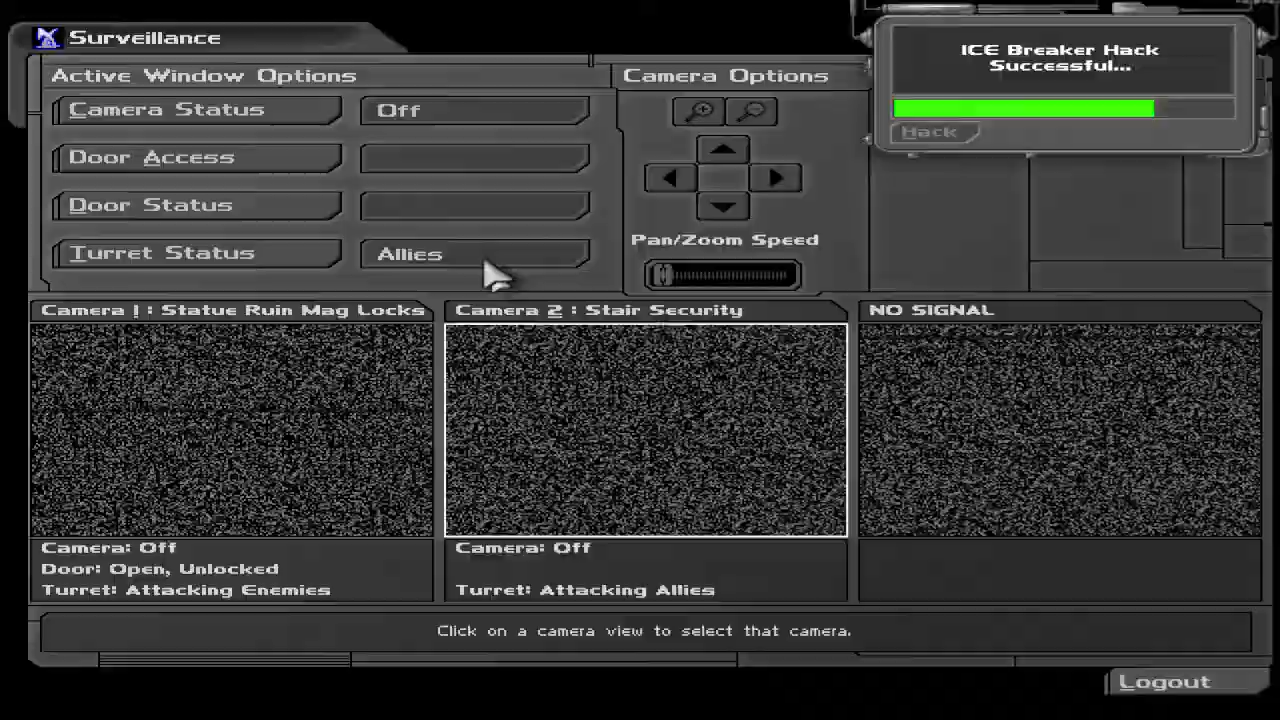 Surveillance
ICE Breaker Hack
Successful...
Hack
Active Window Options
Camera Options
Camera Status
Off
Door Access
Door Status
Turret Status
Allies
Pan/Zoom Speed
Camera 1 : Statue Ruin Mag Locks
Camera 2 : Stair Security
NO SIGNAL
Camera: Off
Door: Open, Unlocked
Turret: Attacking Enemies
Camera: Off
Turret: Attacking Allies
Click on a camera view to select that camera.
Logout